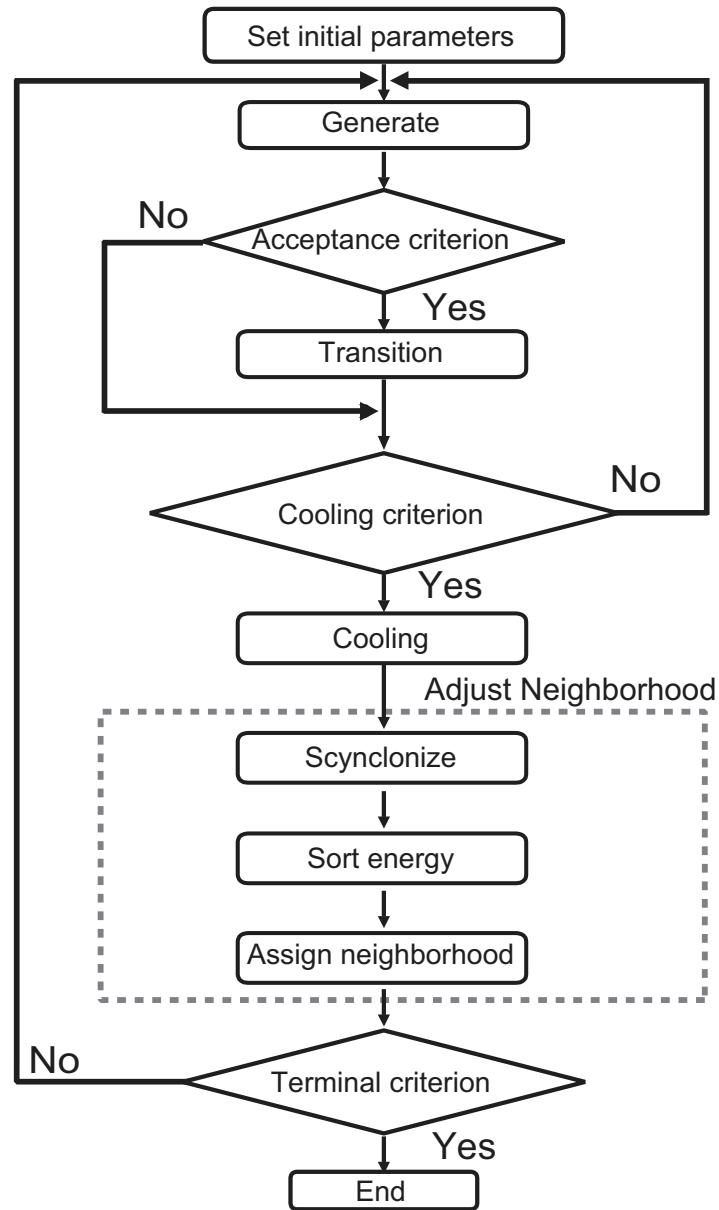 Set initial parameters
Generate
No
Acceptance criterion
Yes
Transition
No
Cooling criterion
Yes
Cooling
Adjust Neighborhood
Scynclonize
Sort energy
Assign neighborhood
No
Terminal criterion
Yes
End